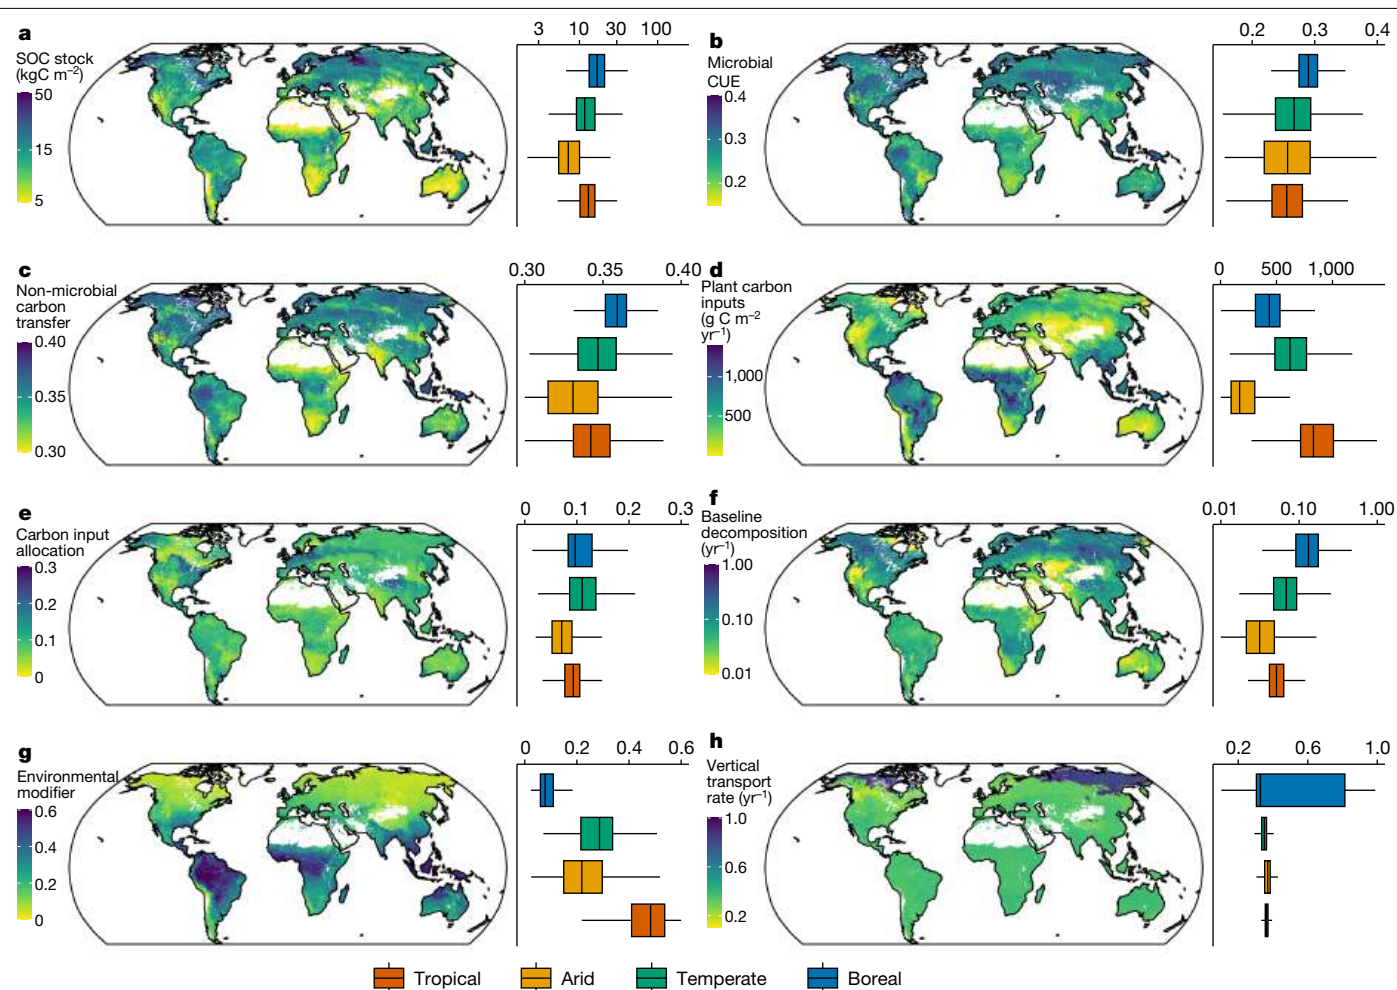 a
SOC stock
(kgC m⁻²)
50
15
5
3 10 30 100
b
Microbial
CUE
0.4
0.3
0.2
0.2 0.3 0.4
c
Non-microbial
carbon
transfer
0.40
0.35
0.30
0.30 0.35 0.40
d
Plant carbon
inputs
(g C m⁻²
yr⁻¹)
1,000
500
0 500 1,000
e
Carbon input
allocation
0.3
0.2
0.1
0
0 0.1 0.2 0.3
f
Baseline
decomposition
(yr⁻¹)
1.00
0.10
0.01
0.01 0.10 1.00
g
Environmental
modifier
0.6
0.4
0.2
0
0 0.2 0.4 0.6
h
Vertical
transport
rate (yr⁻¹)
1.0
0.6
0.2
0.2 0.6 1.0
Tropical Arid Temperate Boreal